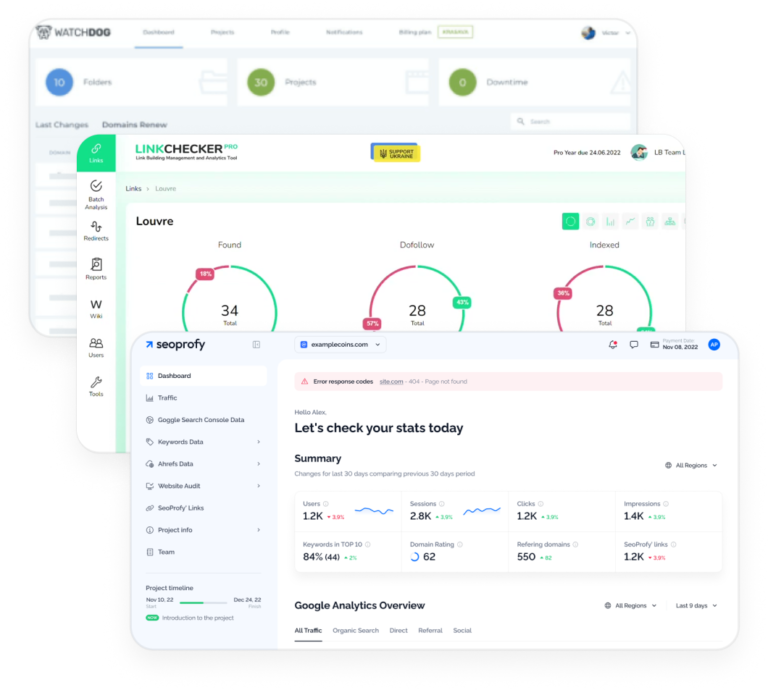 WATCHDOG
Dashboard
Projects
Profile
Notifications
Billing plan
10 Folders
30 Projects
0 Downtime
Last Changes Domains Renew
Search
DOMAIN
Links
LINKCHECKER PRO
Link Building Management and Analytics Tool
SUPPORT
UKRAINE
Pro Year due 24.06.2022
LB Team L
Batch
Analysis
Redirects
Reports
W
Wiki
Users
Tools
Links > Louvre
Louvre
Found
18%
34
Total
Dofollow
43%
57%
28
Total
Indexed
36%
28
Total
seoprofy
examplecoins.com
Payment Date
Nov 08, 2022
AP
Dashboard
Traffic
Goggle Search Console Data
Keywords Data
Ahrefs Data
Website Audit
SeoProfy' Links
Project info
Team
Project timeline
Nov 10, 22
Start
Dec 24, 22
Finish
NEW Introduction to the project
Error response codes site.com - 404 - Page not found
Hello Alex,
Let's check your stats today
Summary
Changes for last 30 days comparing previous 30 days period
All Regions
Users
1.2K 3.9%
Sessions
2.8K 3.9%
Clicks
1.2K 3.9%
Impressions
1.4K 3.9%
Keywords in TOP 10
84% (44) 2%
Domain Rating
62
Refering domains
550 82
SeoProfy' links
1.2K 3.9%
Google Analytics Overview
All Regions
Last 9 days
All Traffic Organic Search Direct Referral Social